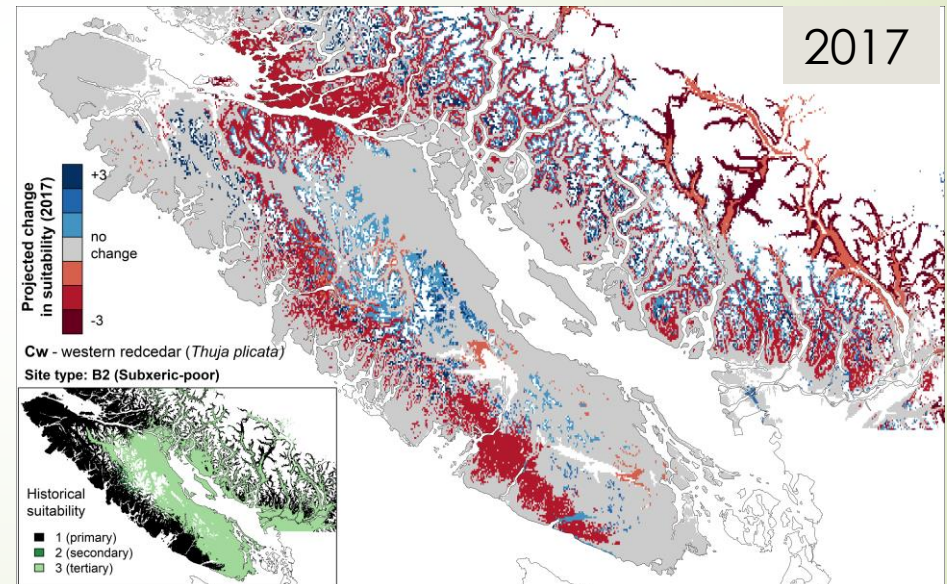 2017
Projected change
in suitability (2017)
+3
no
change
-3
Cw - western redcedar (Thuja plicata)
Site type: B2 (Subxeric-poor)
Historical
suitability
1 (primary)
2 (secondary)
3 (tertiary)